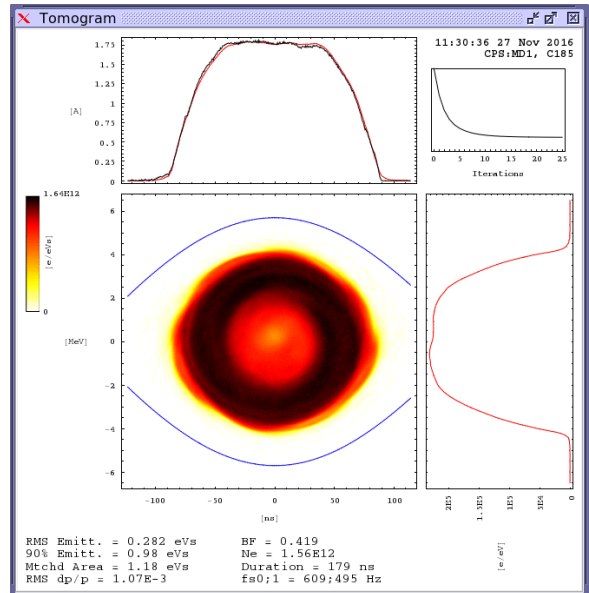 Tomogram
11:30:36 27 Nov 2016
CPS:MD1, C185
1.75
1.5
1.25
1
0.75
0.5
0.25
0
[A]
0 5 10 15 20 25
Iterations
1.64E12
[e/eVs]
0
6
4
2
0
-2
-4
-6
[MeV]
-100 -50 0 50 100
[ns]
2E5 1.5E5 1E5 5E4 0
[e/eV]
RMS Emitt. = 0.282 eVs BF = 0.419
90% Emitt. = 0.98 eVs Ne = 1.56E12
Mtchd Area = 1.18 eVs Duration = 179 ns
RMS dp/p = 1.07E-3 fs0;1 = 609;495 Hz